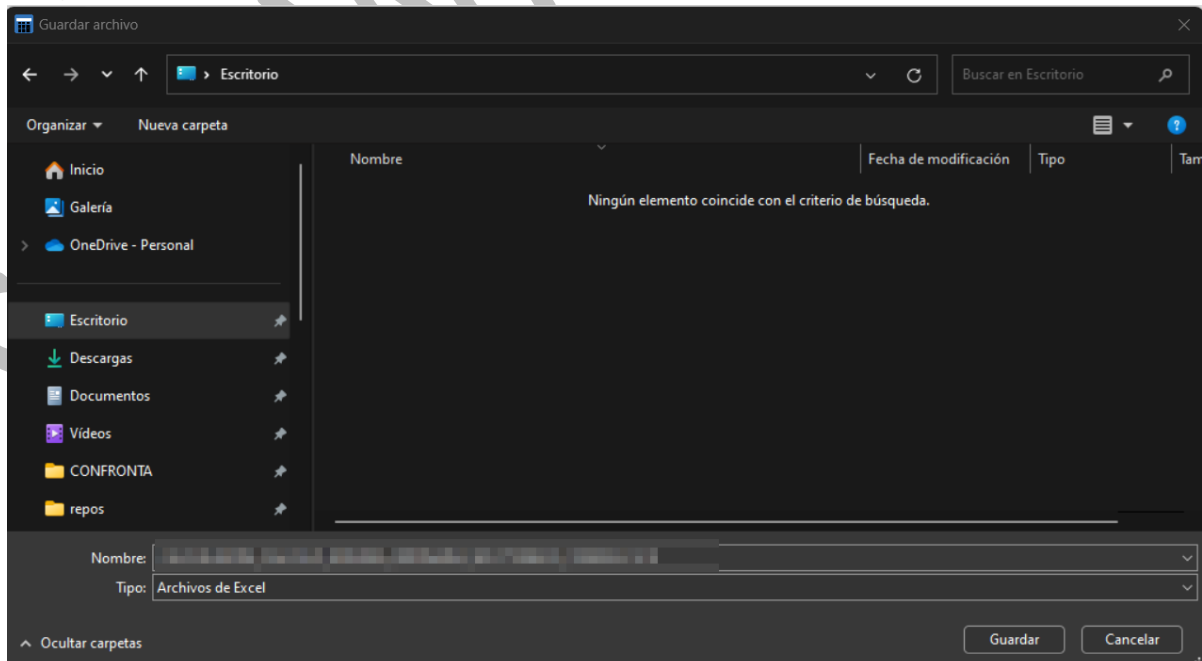 Guardar archivo
Escritorio
Buscar en Escritorio
Organizar
Nueva carpeta
Nombre
Fecha de modificación
Tipo
Tam
Ningún elemento coincide con el criterio de búsqueda.
Inicio
Galería
OneDrive - Personal
Escritorio
Descargas
Documentos
Vídeos
CONFRONTA
repos
Nombre:
Tipo: Archivos de Excel
Ocultar carpetas
Guardar
Cancelar